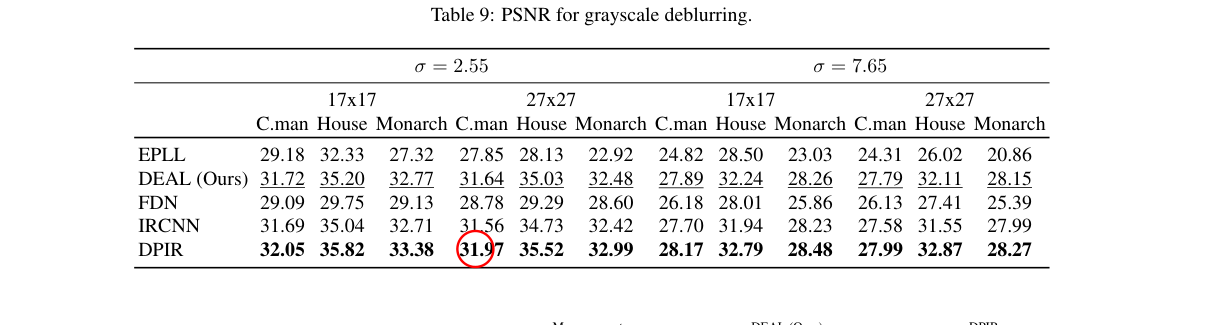 Table 9: PSNR for grayscale deblurring.
σ = 2.55 σ = 7.65
17x17 27x27 17x17 27x27
C.man House Monarch C.man House Monarch C.man House Monarch C.man House Monarch
EPLL 29.18 32.33 27.32 27.85 28.13 22.92 24.82 28.50 23.03 24.31 26.02 20.86
DEAL (Ours) 31.72 35.20 32.77 31.64 35.03 32.48 27.89 32.24 28.26 27.79 32.11 28.15
FDN 29.09 29.75 29.13 28.78 29.29 28.60 26.18 28.01 25.86 26.13 27.41 25.39
IRCNN 31.69 35.04 32.71 31.56 34.73 32.42 27.70 31.94 28.23 27.58 31.55 27.99
DPIR 32.05 35.82 33.38 31.97 35.52 32.99 28.17 32.79 28.48 27.99 32.87 28.27
DEAL (Ours) DPIR